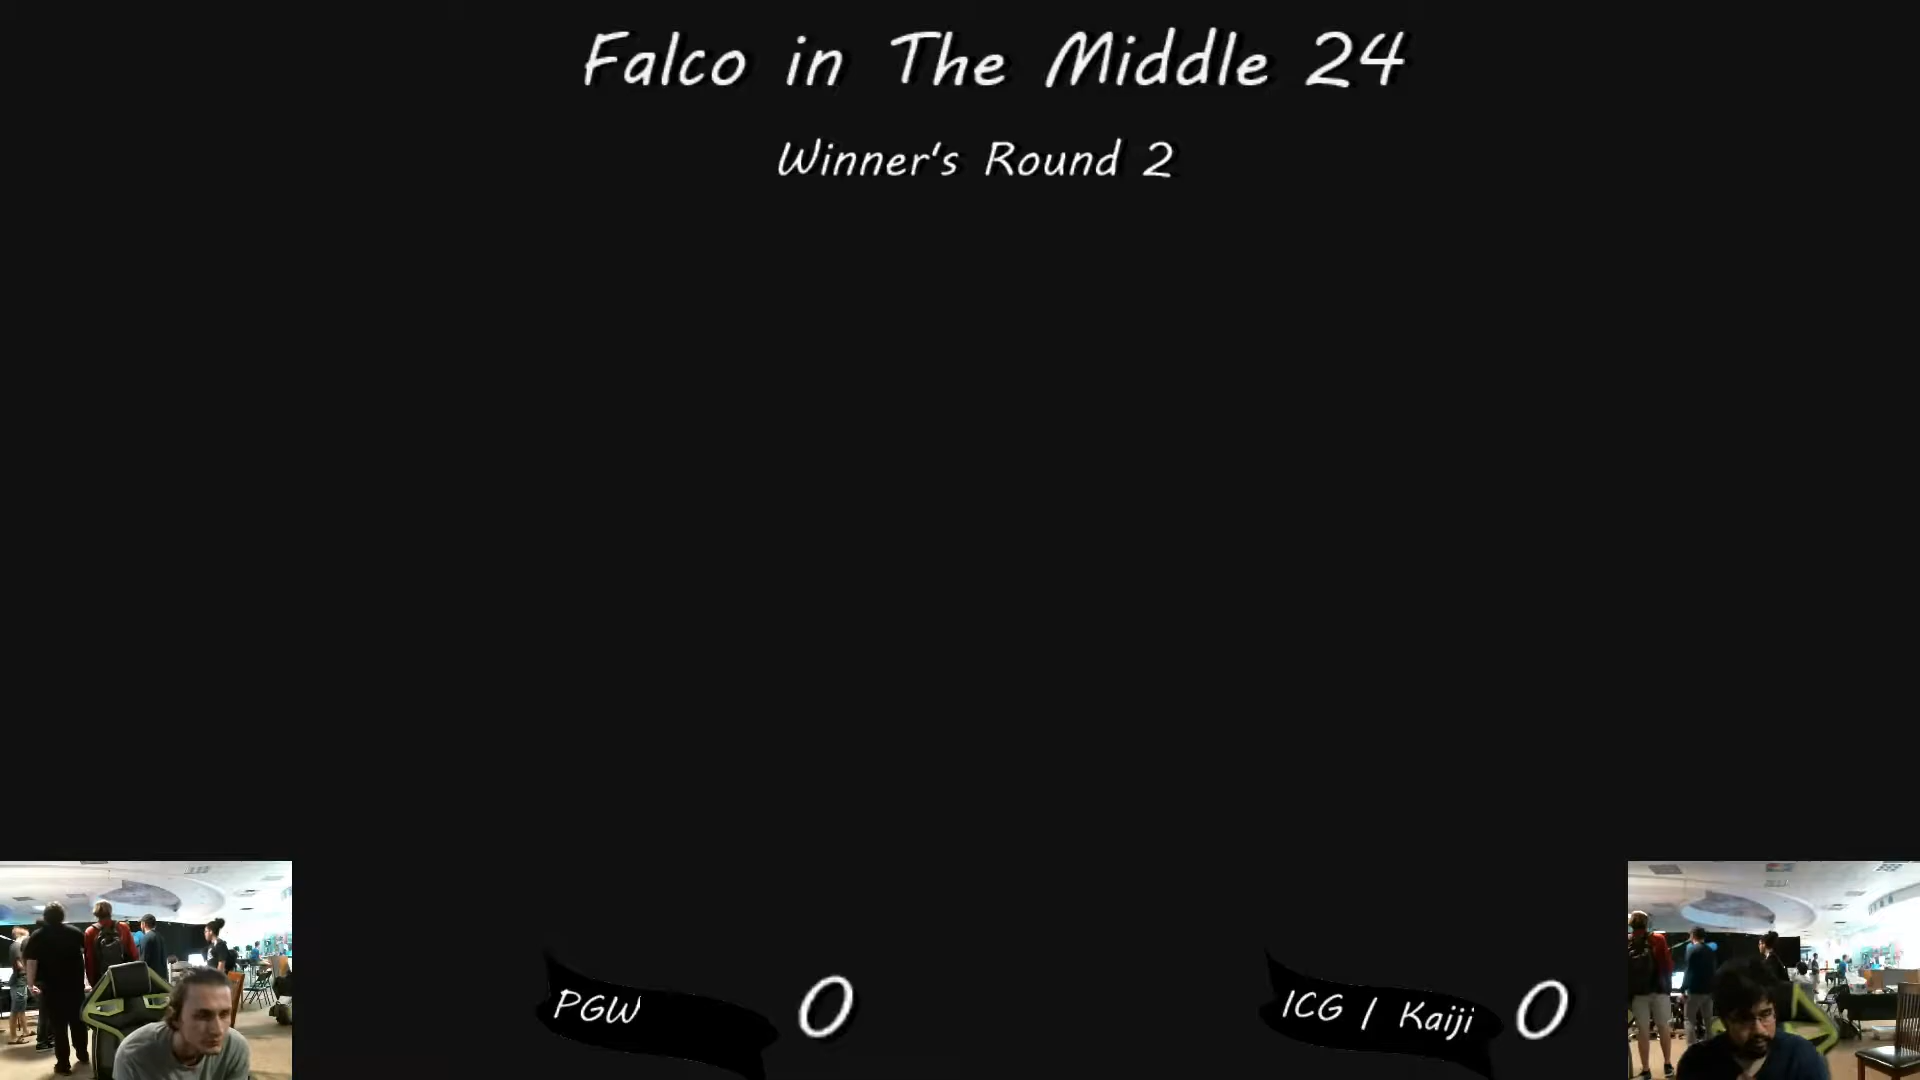 Falco in The Middle 24
Winner's Round 2
PGW
0
ICG / Kaiji
0